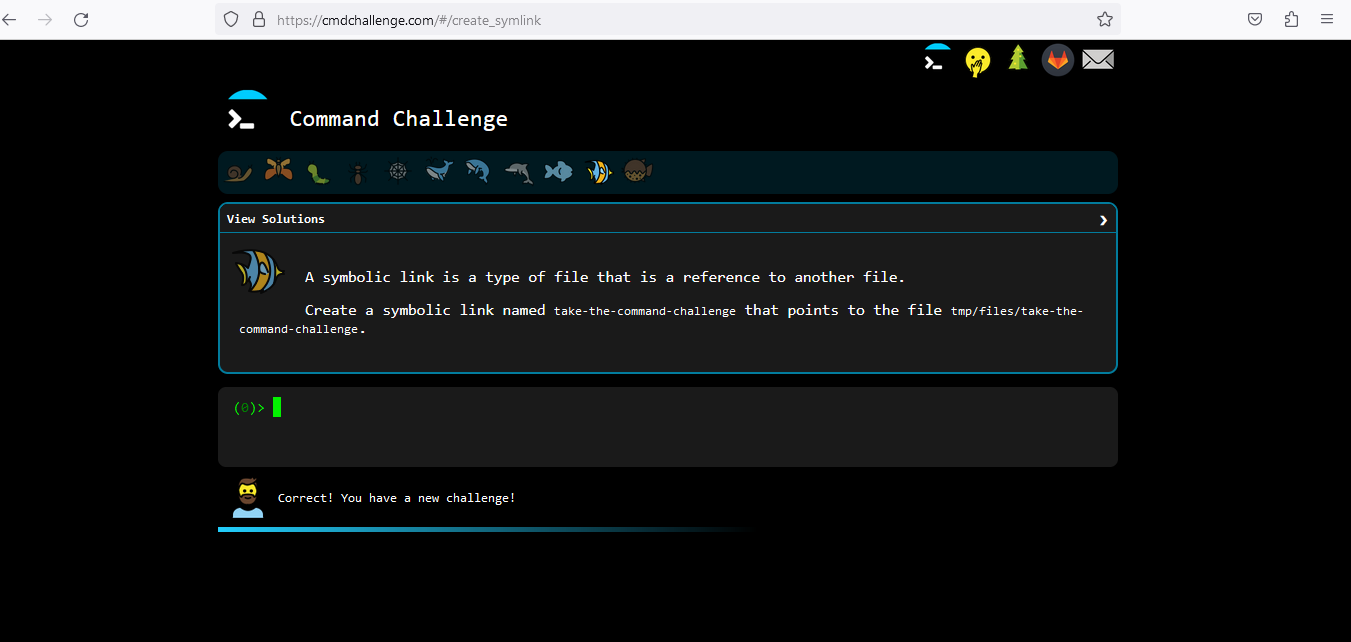 https://cmdchallenge.com/#/create_symlink
Command Challenge
View Solutions
A symbolic link is a type of file that is a reference to another file.
Create a symbolic link named take-the-command-challenge that points to the file tmp/files/take-the-
command-challenge.
(0)>
Correct! You have a new challenge!